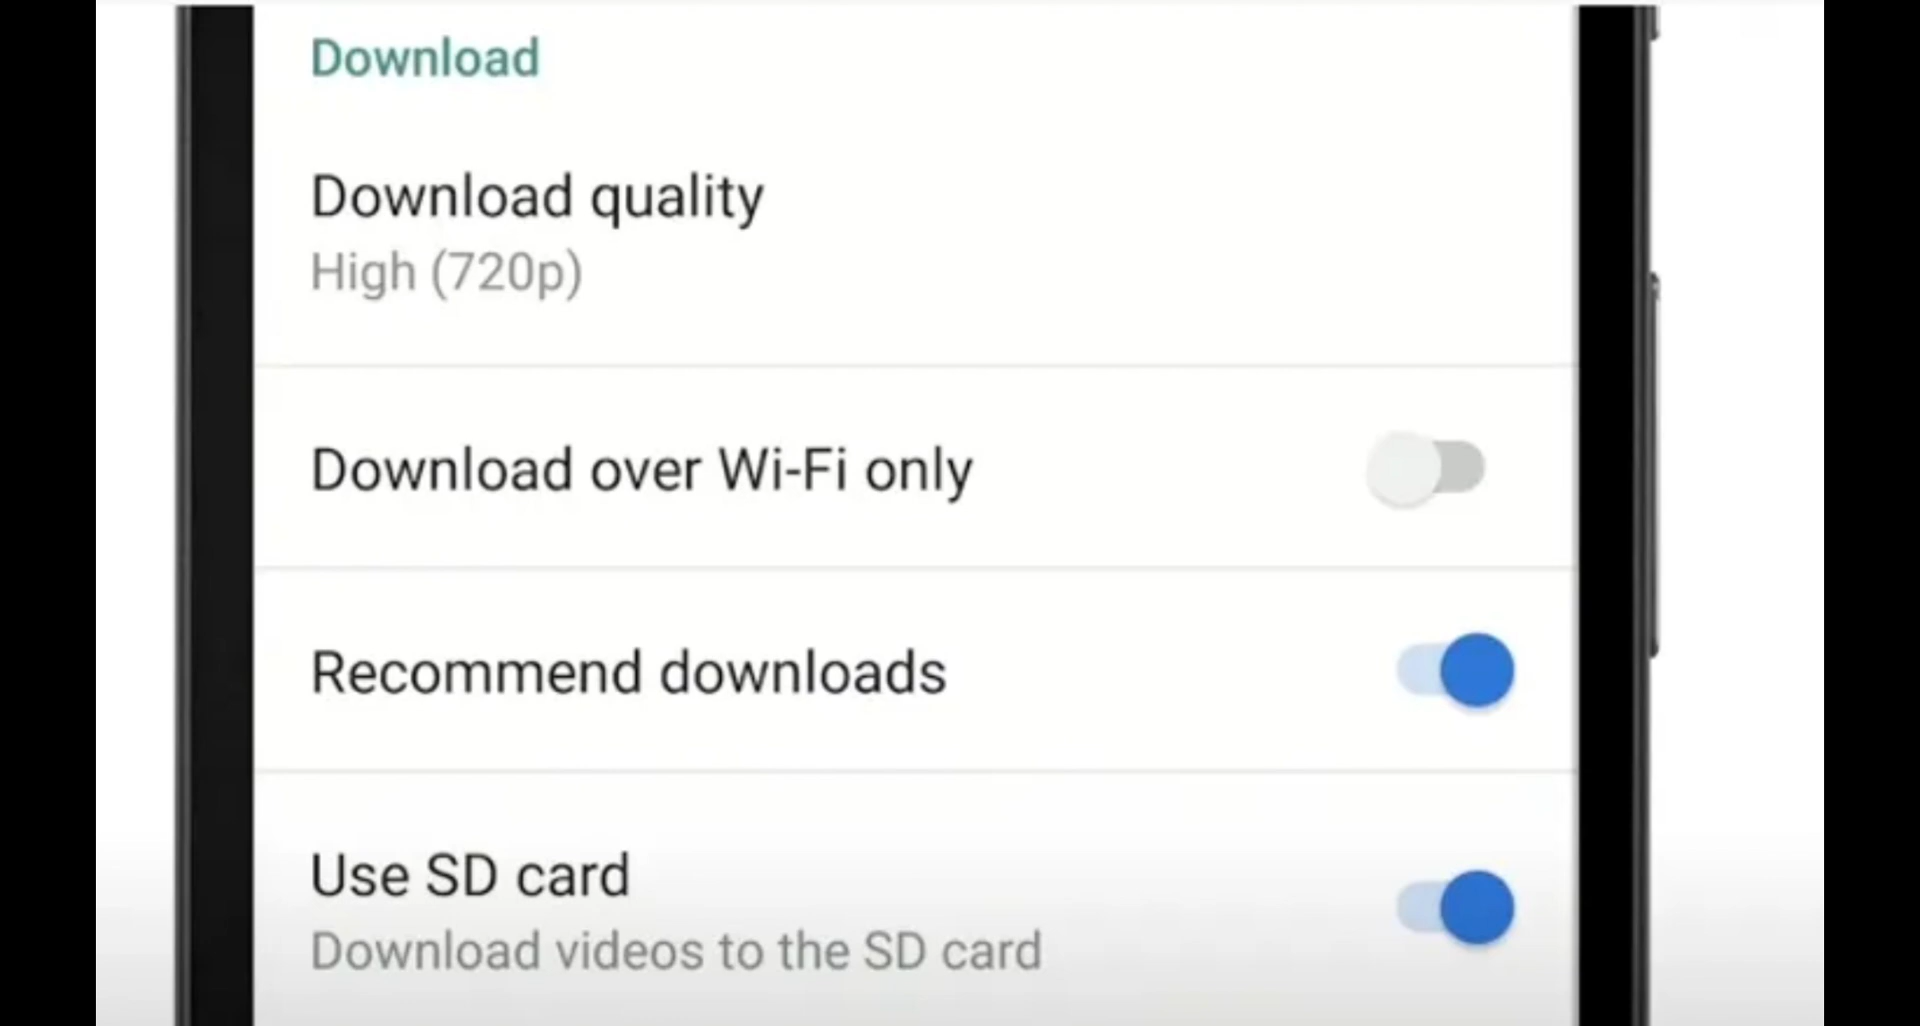 Download
Download quality
High (720p)
Download over Wi-Fi only
Recommend downloads
Use SD card
Download videos to the SD card